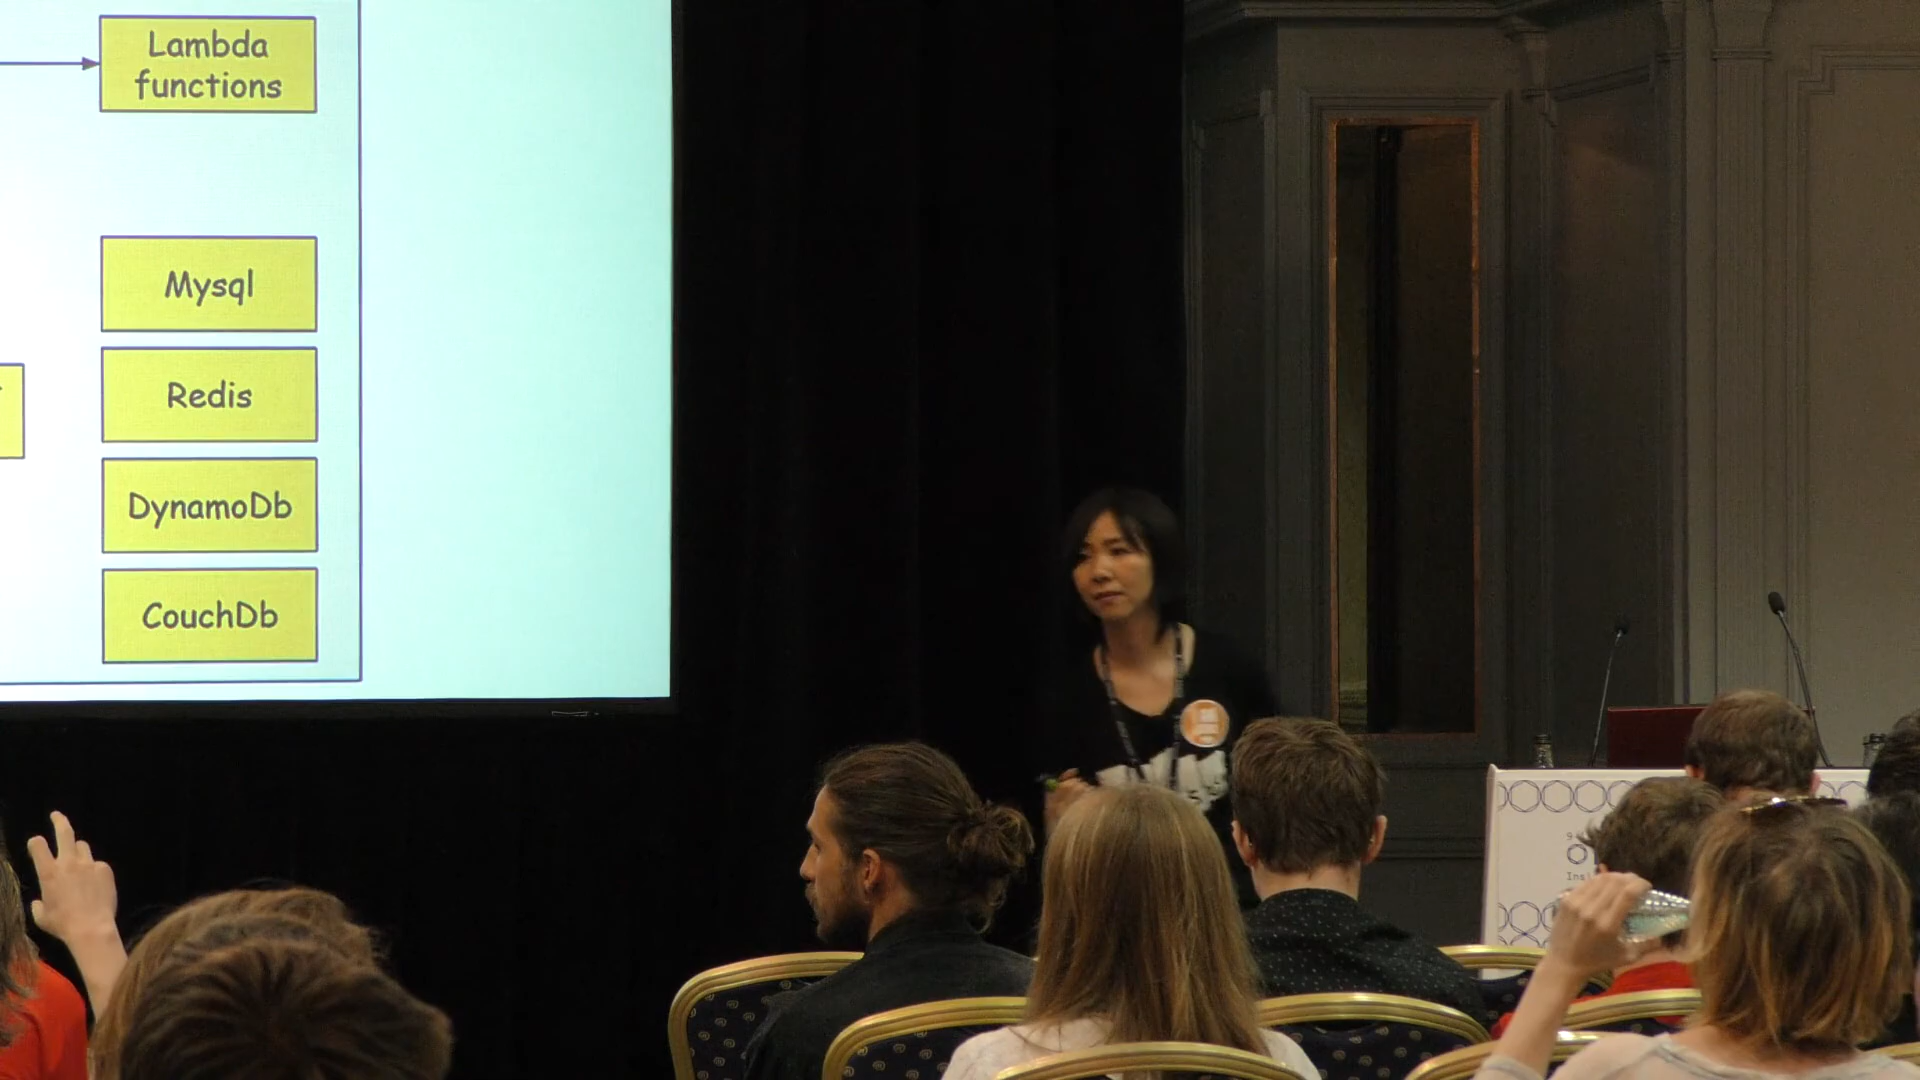 Lambda
functions
Mysql
Redis
DynamoDb
CouchDb